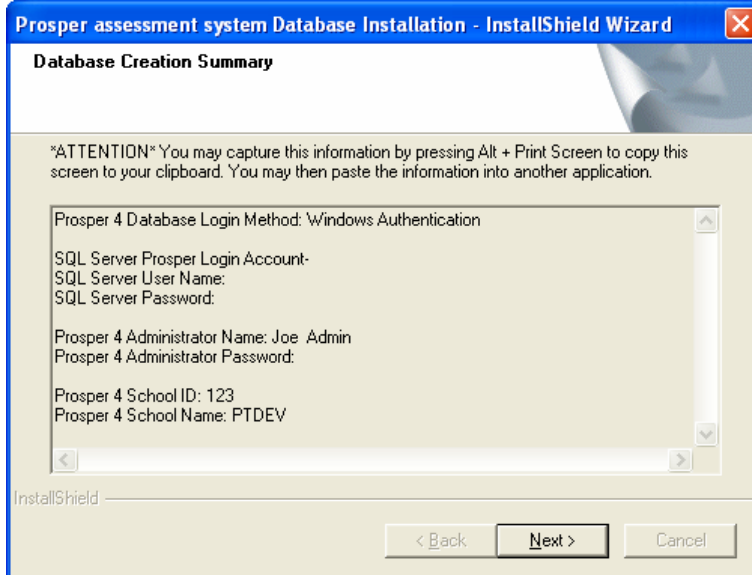 Prosper assessment system Database Installation - InstallShield Wizard
Database Creation Summary
*ATTENTION* You may capture this information by pressing Alt + Print Screen to copy this
screen to your clipboard. You may then paste the information into another application.
Prosper 4 Database Login Method: Windows Authentication
SQL Server Prosper Login Account-
SQL Server User Name:
SQL Server Password:
Prosper 4 Administrator Name: Joe  Admin
Prosper 4 Administrator Password:
Prosper 4 School ID: 123
Prosper 4 School Name: PTDEV
InstallShield
< Back
Next >
Cancel